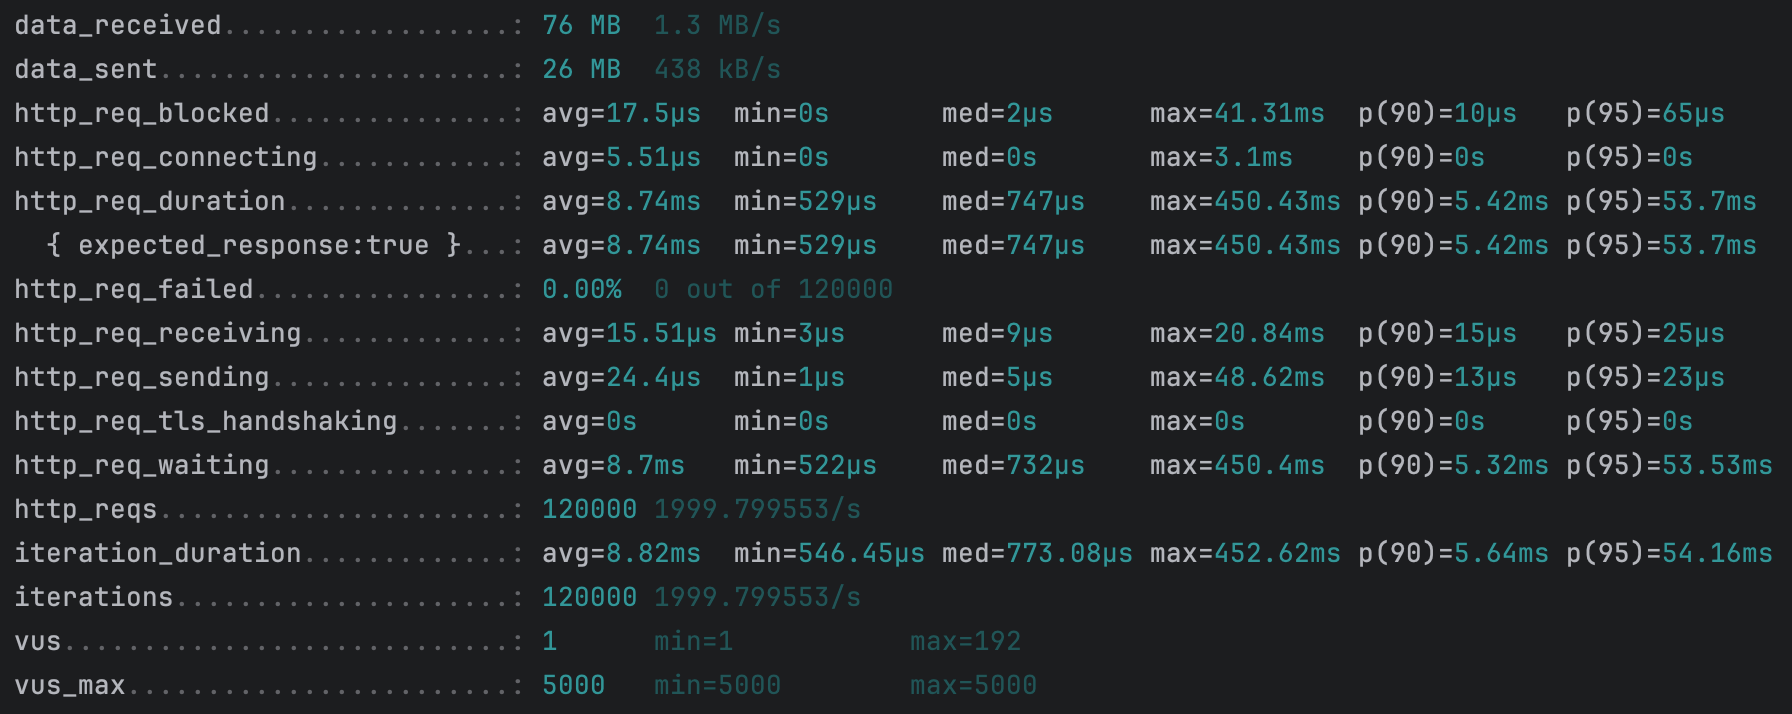 data_received..................: 76 MB  1.3 MB/s
data_sent......................: 26 MB  438 kB/s
http_req_blocked...............: avg=17.5µs  min=0s       med=2µs      max=41.31ms  p(90)=10µs   p(95)=65µs
http_req_connecting............: avg=5.51µs  min=0s       med=0s       max=3.1ms    p(90)=0s     p(95)=0s
http_req_duration..............: avg=8.74ms  min=529µs    med=747µs    max=450.43ms p(90)=5.42ms p(95)=53.7ms
  { expected_response:true }...: avg=8.74ms  min=529µs    med=747µs    max=450.43ms p(90)=5.42ms p(95)=53.7ms
http_req_failed................: 0.00%  0 out of 120000
http_req_receiving.............: avg=15.51µs min=3µs      med=9µs      max=20.84ms  p(90)=15µs   p(95)=25µs
http_req_sending...............: avg=24.4µs  min=1µs      med=5µs      max=48.62ms  p(90)=13µs   p(95)=23µs
http_req_tls_handshaking.......: avg=0s      min=0s       med=0s       max=0s       p(90)=0s     p(95)=0s
http_req_waiting...............: avg=8.7ms   min=522µs    med=732µs    max=450.4ms  p(90)=5.32ms p(95)=53.53ms
http_reqs......................: 120000 1999.799553/s
iteration_duration.............: avg=8.82ms  min=546.45µs med=773.08µs max=452.62ms p(90)=5.64ms p(95)=54.16ms
iterations.....................: 120000 1999.799553/s
vus............................: 1      min=1           max=192
vus_max........................: 5000   min=5000        max=5000